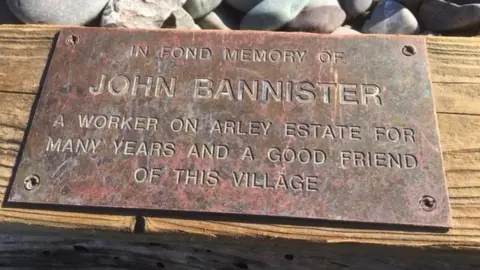 IN FOND MEMORY OF
JOHN BANNISTER
A WORKER ON ARLEY ESTATE FOR
MANY YEARS AND A GOOD FRIEND
OF THIS VILLAGE